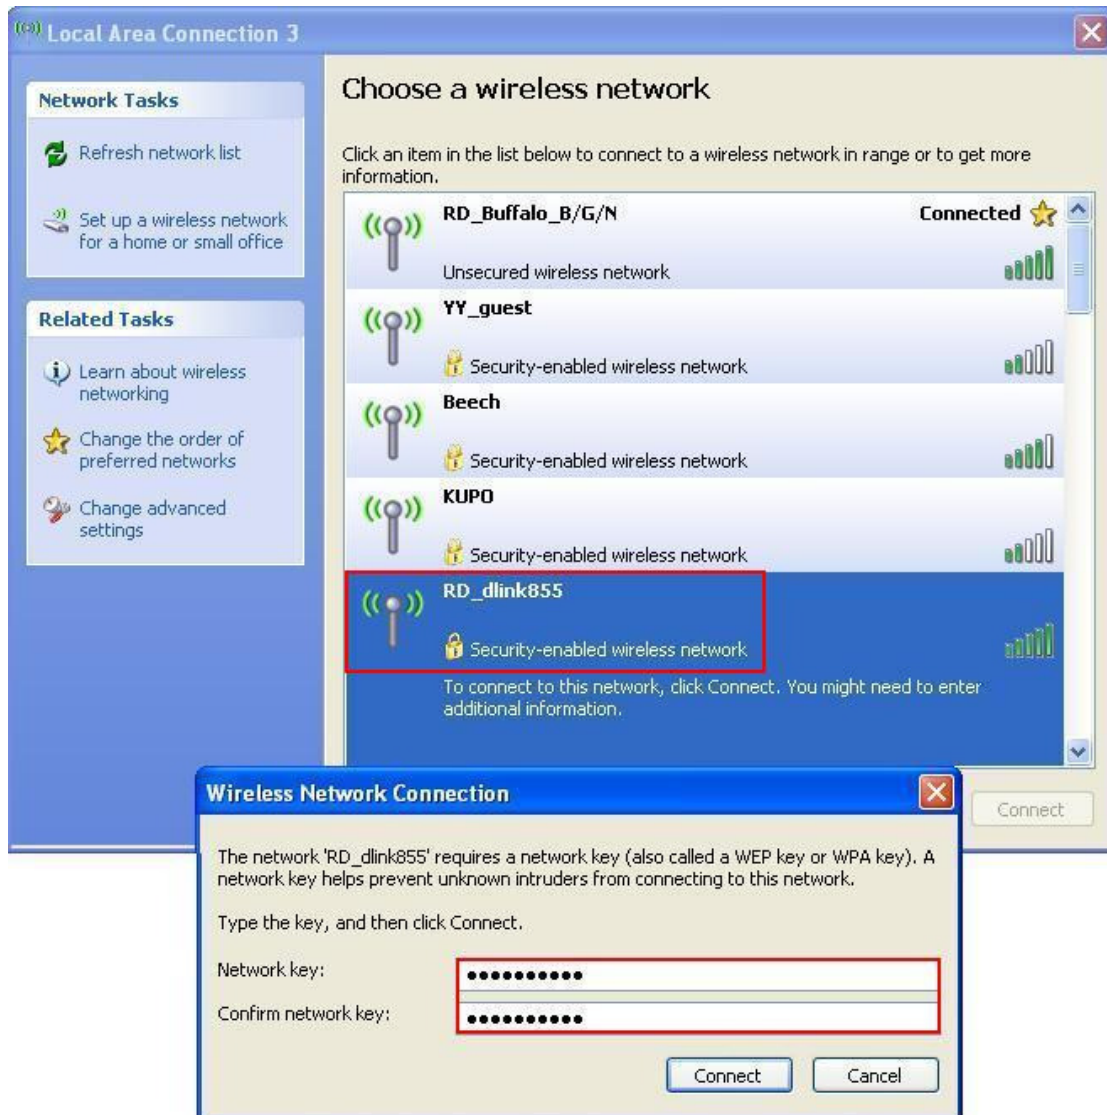 Local Area Connection 3
Network Tasks
Refresh network list
Set up a wireless network
for a home or small office
Related Tasks
Learn about wireless
networking
Change the order of
preferred networks
Change advanced
settings
Choose a wireless network
Click an item in the list below to connect to a wireless network in range or to get more
information.
RD_Buffalo_B/G/N Connected
Unsecured wireless network
YY_guest
Security-enabled wireless network
Beech
Security-enabled wireless network
KUPO
Security-enabled wireless network
RD_dlink855
Security-enabled wireless network
To connect to this network, click Connect. You might need to enter
additional information.
Connect
Wireless Network Connection
The network 'RD_dlink855' requires a network key (also called a WEP key or WPA key). A
network key helps prevent unknown intruders from connecting to this network.
Type the key, and then click Connect.
Network key: ●●●●●●●●●●
Confirm network key: ●●●●●●●●●●
Connect Cancel